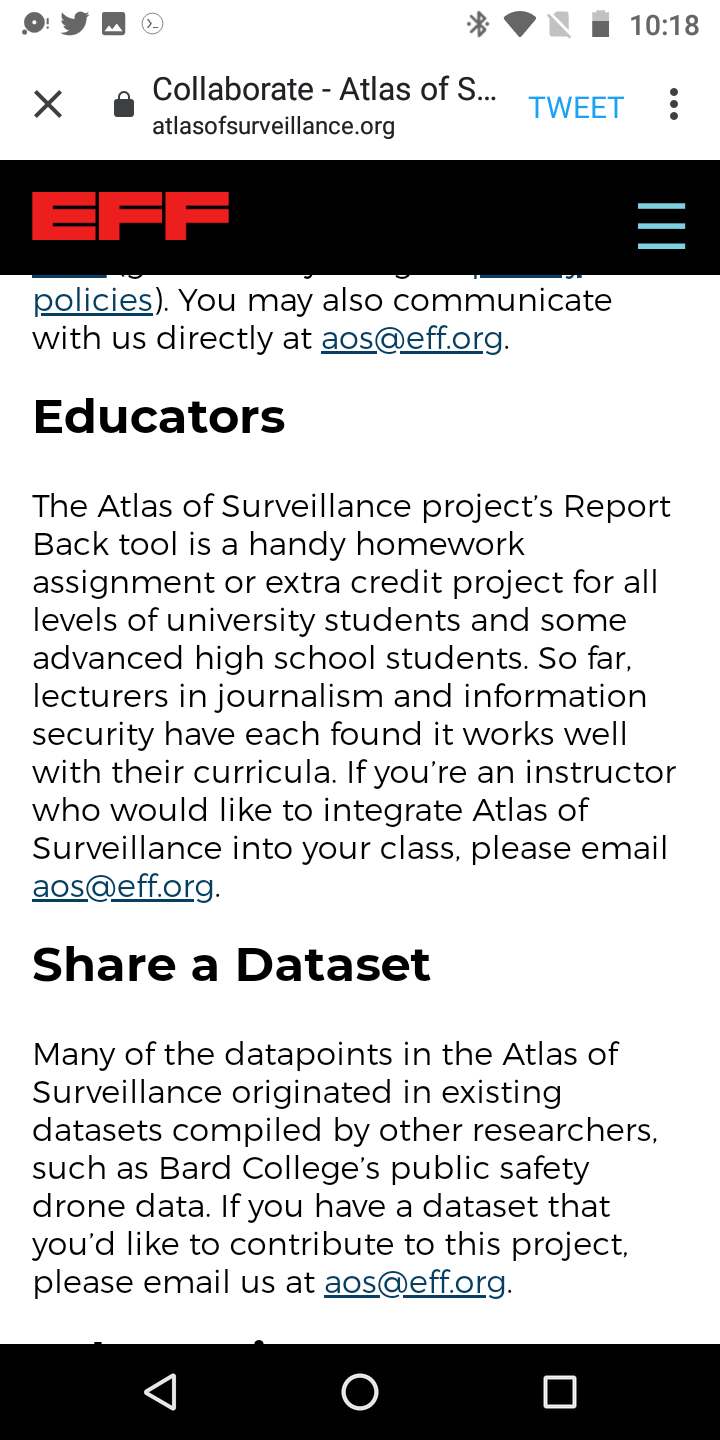 10:18
Collaborate - Atlas of S...
atlasofsurveillance.org
TWEET
EFF
policies). You may also communicate
with us directly at aos@eff.org.
Educators
The Atlas of Surveillance project’s Report
Back tool is a handy homework
assignment or extra credit project for all
levels of university students and some
advanced high school students. So far,
lecturers in journalism and information
security have each found it works well
with their curricula. If you’re an instructor
who would like to integrate Atlas of
Surveillance into your class, please email
aos@eff.org.
Share a Dataset
Many of the datapoints in the Atlas of
Surveillance originated in existing
datasets compiled by other researchers,
such as Bard College’s public safety
drone data. If you have a dataset that
you’d like to contribute to this project,
please email us at aos@eff.org.